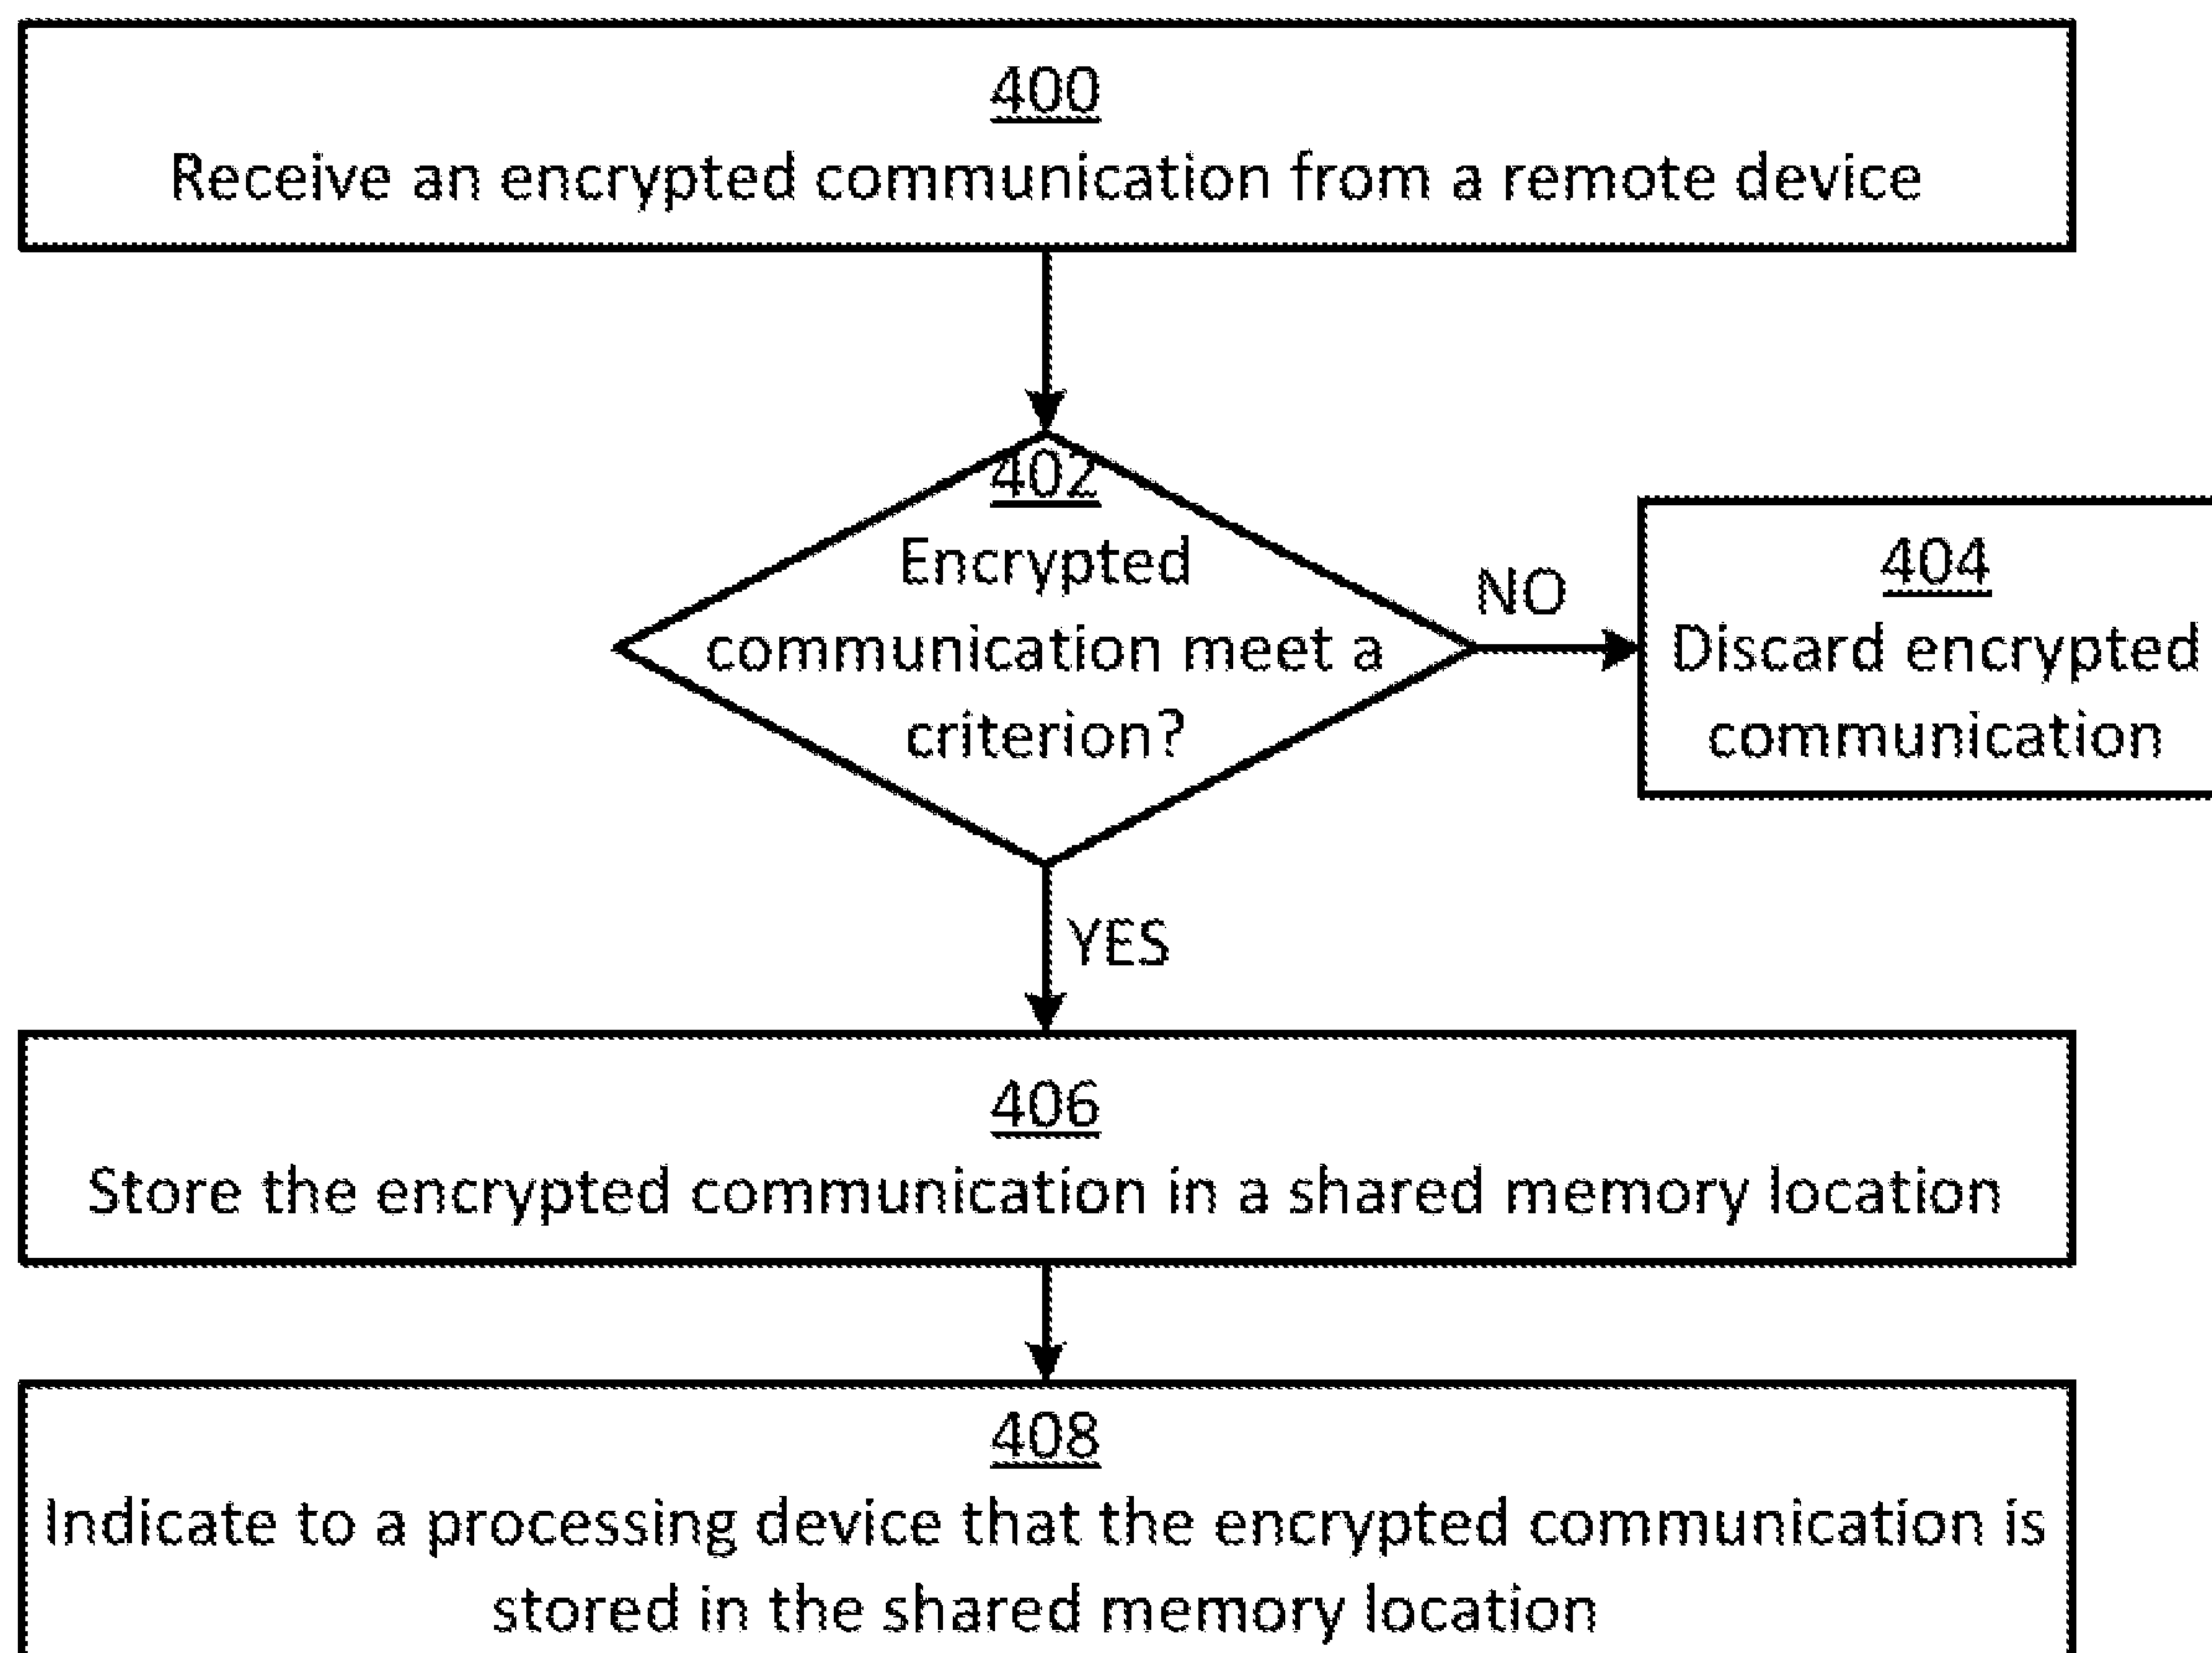 400
Receive an encrypted communication from a remote device
402
Encrypted
communication meet a
criterion?
NO
404
Discard encrypted
communication
YES
406
Store the encrypted communication in a shared memory location
408
Indicate to a processing device that the encrypted communication is
stored in the shared memory location